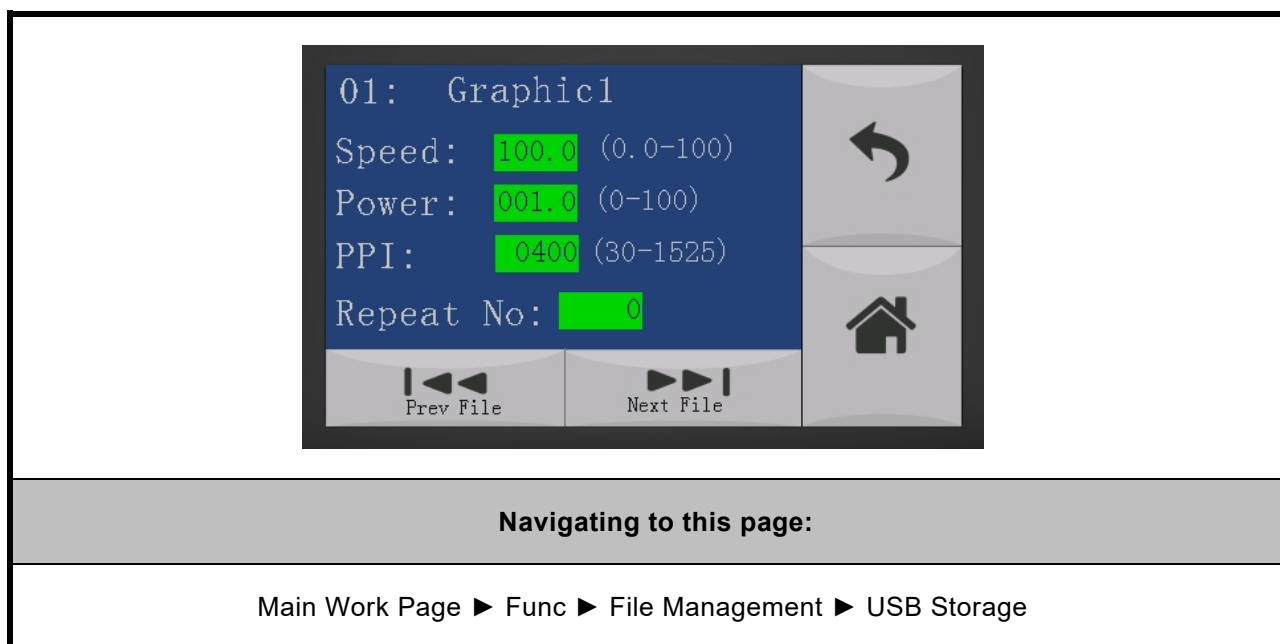 01: Graphic1
Speed: 100.0 (0.0-100)
Power: 001.0 (0-100)
PPI: 0400 (30-1525)
Repeat No: 0
Prev File Next File
Navigating to this page:
Main Work Page ► Func ► File Management ► USB Storage